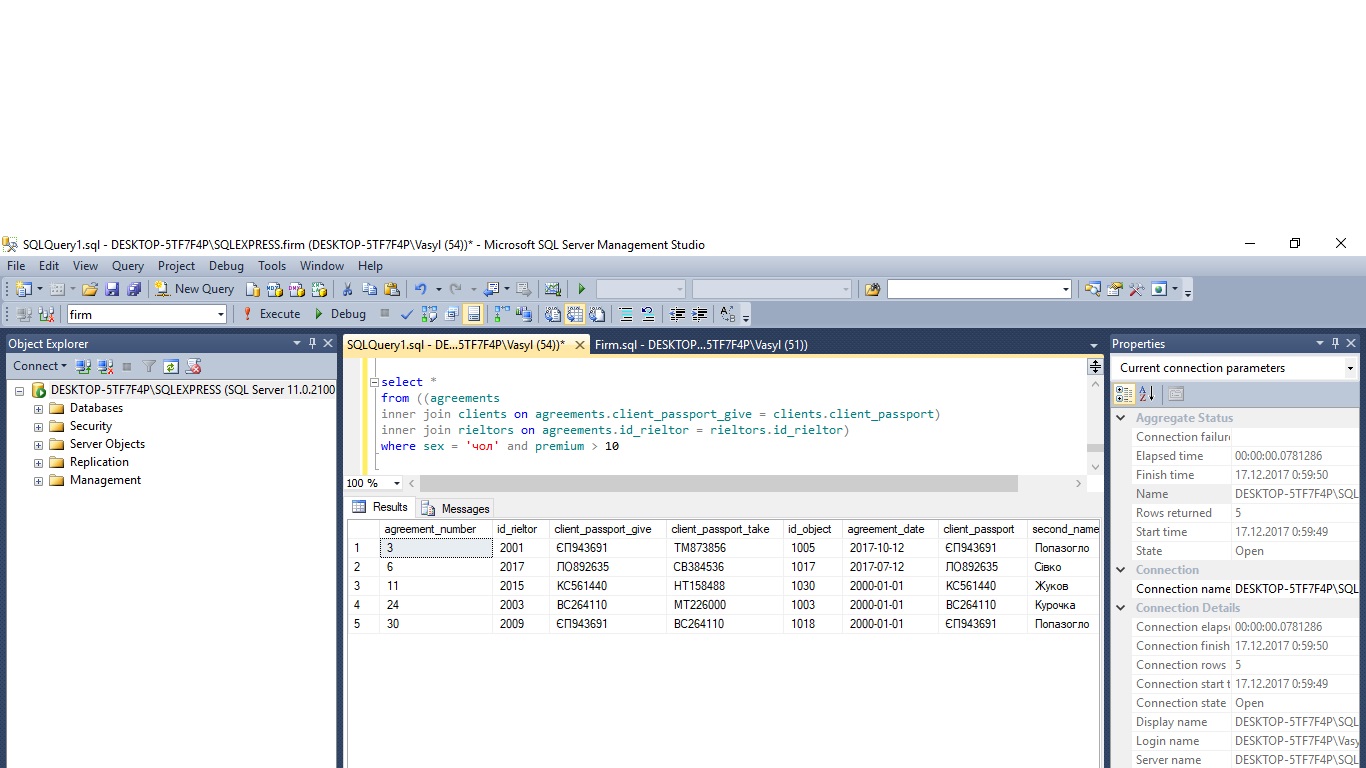 SQLQuery1.sql - DESKTOP-5TF7F4P\SQLEXPRESS.firm (DESKTOP-5TF7F4P\Vasyl (54))* - Microsoft SQL Server Management Studio
File Edit View Query Project Debug Tools Window Help
New Query
firm Execute Debug
Object Explorer
Connect
DESKTOP-5TF7F4P\SQLEXPRESS (SQL Server 11.0.2100
Databases
Security
Server Objects
Replication
Management
SQLQuery1.sql - DE...5TF7F4P\Vasyl (54))* Firm.sql - DESKTOP...5TF7F4P\Vasyl (51))
select *
from ((agreements
inner join clients on agreements.client_passport_give = clients.client_passport)
inner join rieltors on agreements.id_rieltor = rieltors.id_rieltor)
where sex = 'чол' and premium > 10
100 %
Results Messages
agreement_number id_rieltor client_passport_give client_passport_take id_object agreement_date client_passport second_name
1 3 2001 ЄП943691 ТМ873856 1005 2017-10-12 ЄП943691 Попазогло
2 6 2017 ЛО892635 СВ384536 1017 2017-07-12 ЛО892635 Сівко
3 11 2015 КС561440 НТ158488 1030 2000-01-01 КС561440 Жуков
4 24 2003 ВС264110 МТ226000 1003 2000-01-01 ВС264110 Курочка
5 30 2009 ЄП943691 ВС264110 1018 2000-01-01 ЄП943691 Попазогло
Properties
Current connection parameters
Aggregate Status
Connection failure
Elapsed time 00:00:00.0781286
Finish time 17.12.2017 0:59:50
Name DESKTOP-5TF7F4P\SQL
Rows returned 5
Start time 17.12.2017 0:59:49
State Open
Connection
Connection name DESKTOP-5TF7F4P\SQL
Connection Details
Connection elaps 00:00:00.0781286
Connection finish 17.12.2017 0:59:50
Connection rows 5
Connection start t 17.12.2017 0:59:49
Connection state Open
Display name DESKTOP-5TF7F4P\SQL
Login name DESKTOP-5TF7F4P\Vasy
Server name DESKTOP-5TF7F4P\SQL